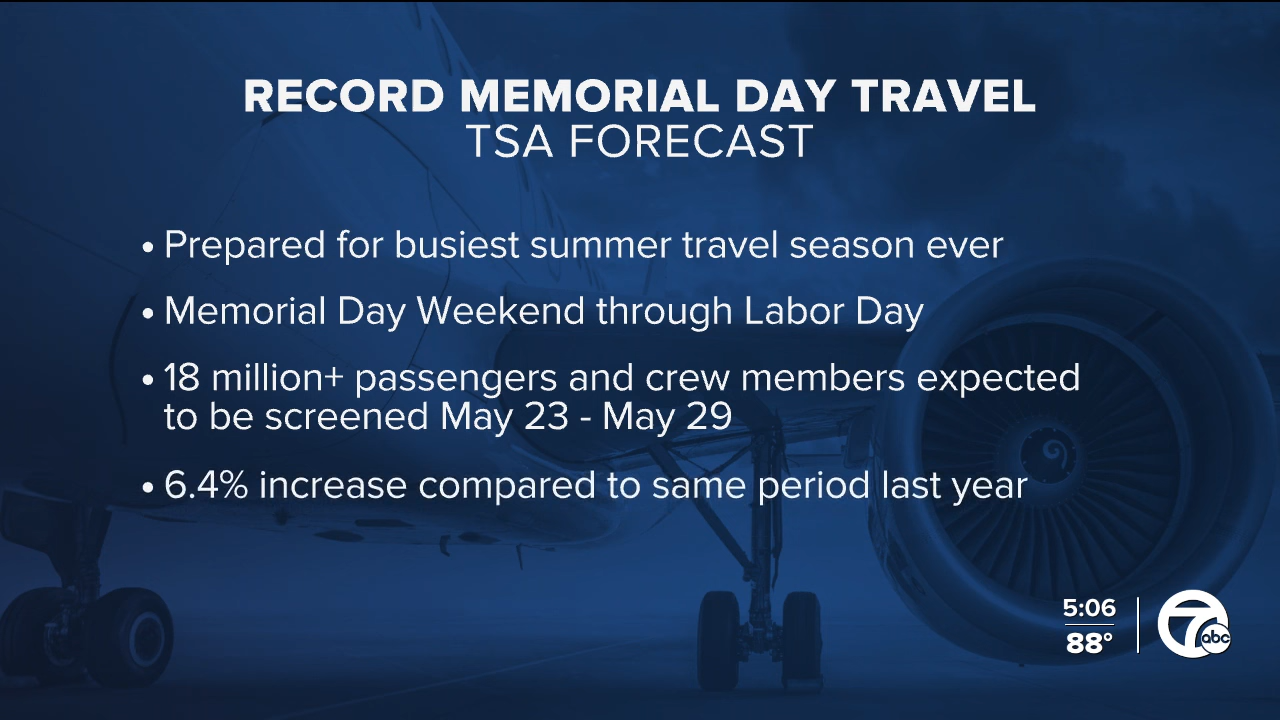 RECORD MEMORIAL DAY TRAVEL
TSA FORECAST
• Prepared for busiest summer travel season ever
• Memorial Day Weekend through Labor Day
• 18 million+ passengers and crew members expected
to be screened May 23 - May 29
• 6.4% increase compared to same period last year
5:06
88°
7 abc